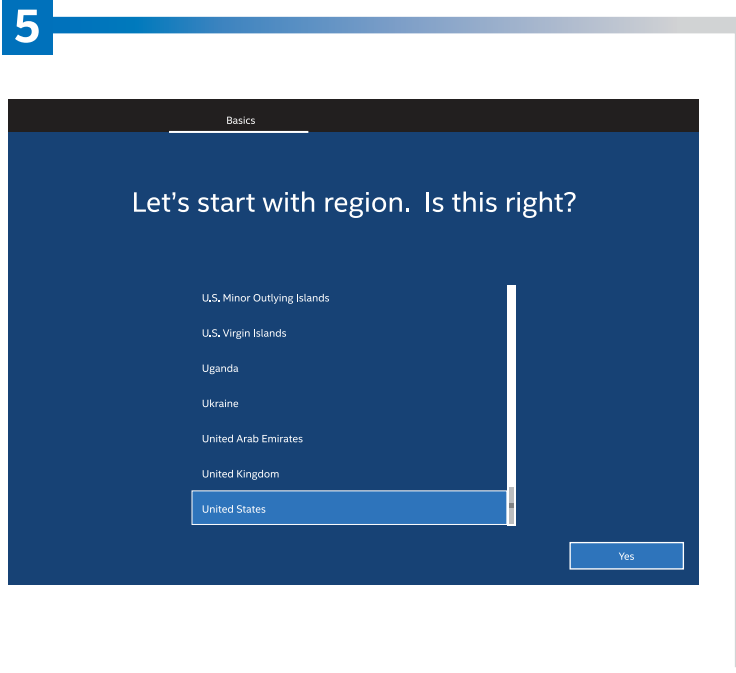 5
Basics
Let's start with region.  Is this right?
U.S. Minor Outlying Islands
U.S. Virgin Islands
Uganda
Ukraine
United Arab Emirates
United Kingdom
United States
Yes